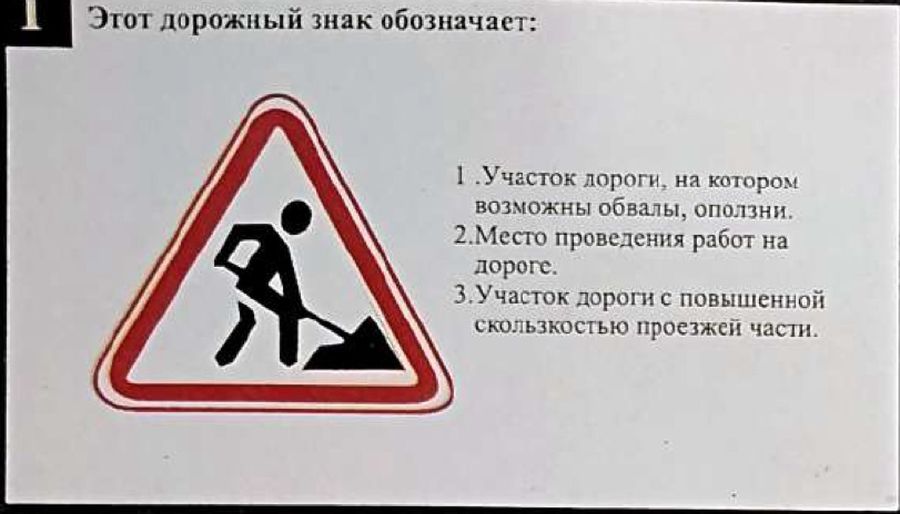 1
Этот дорожный знак обозначает:
1 .Участок дороги, на котором
возможны обвалы, оползни.
2.Место проведения работ на
дороге.
3.Участок дороги с повышенной
скользкостью проезжей части.